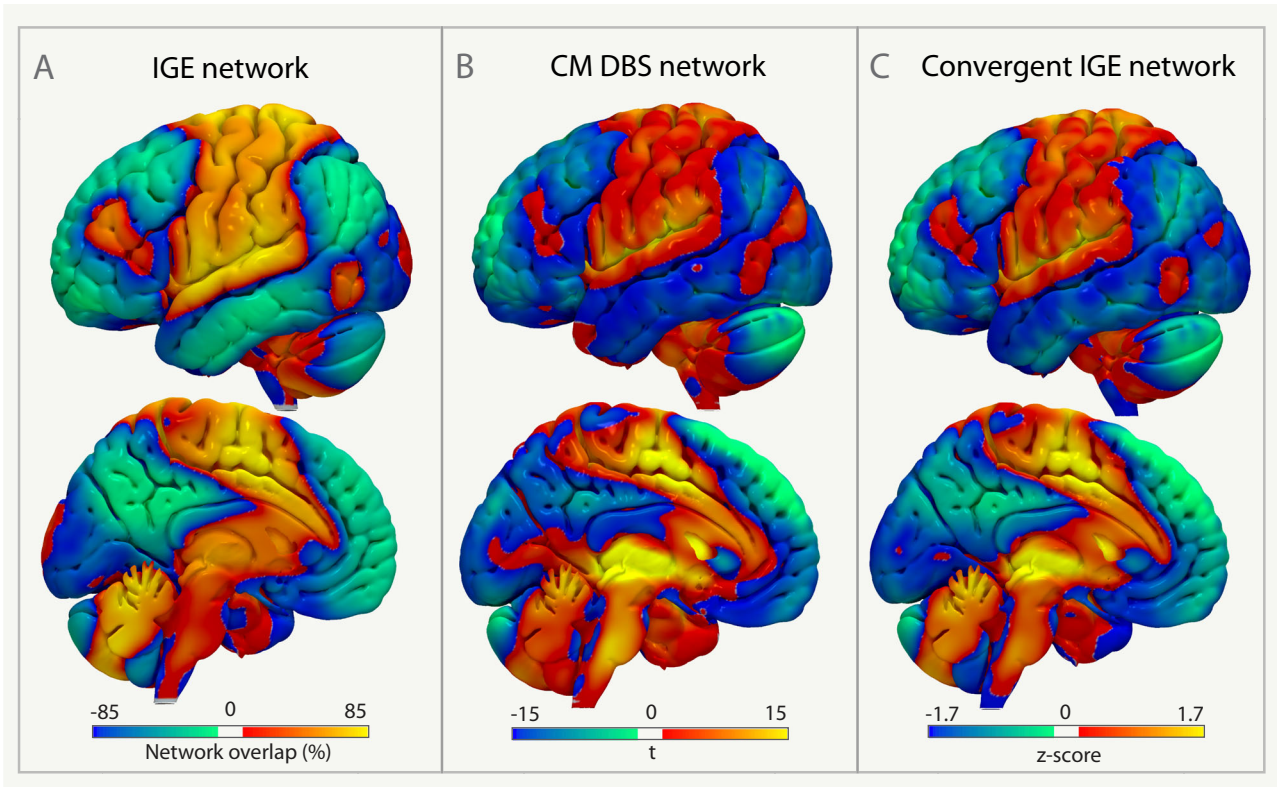 A IGE network
B CM DBS network
C Convergent IGE network
-85 0 85
Network overlap (%)
-15 0 15
t
-1.7 0 1.7
z-score